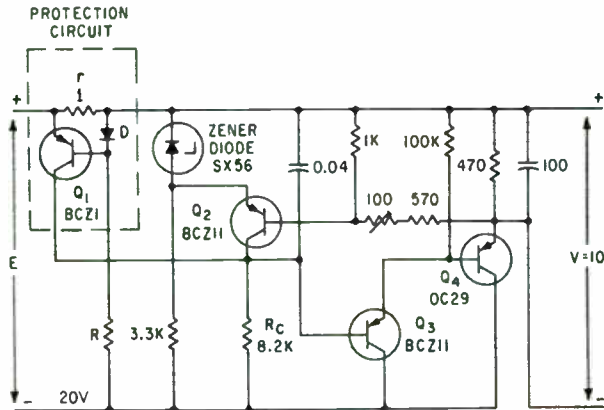 PROTECTION
CIRCUIT
r
1
D
+
+
ZENER
DIODE
SX56
0.04
1K
100K
470
100
100
570
Q1
BCZ1
Q2
BCZ11
Q4
OC29
E
V=10
R
3.3K
RC
8.2K
Q3
BCZ11
-
20V
-